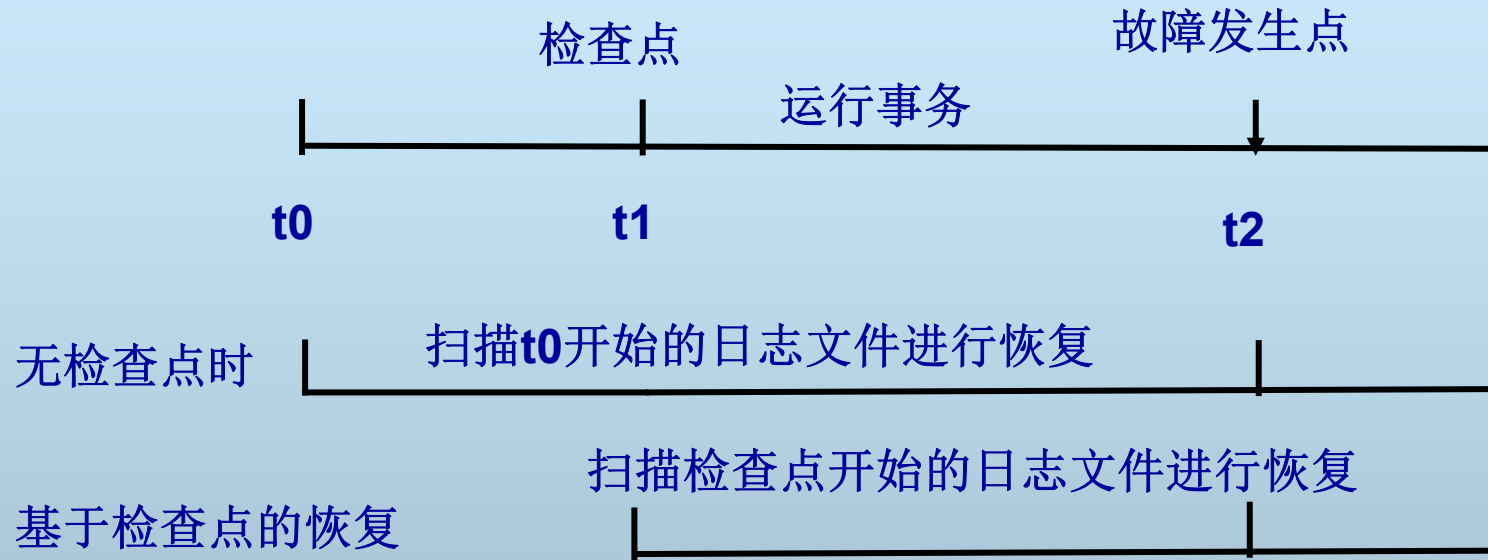 检查点
故障发生点
运行事务
t0
t1
t2
无检查点时
扫描t0开始的日志文件进行恢复
扫描检查点开始的日志文件进行恢复
基于检查点的恢复